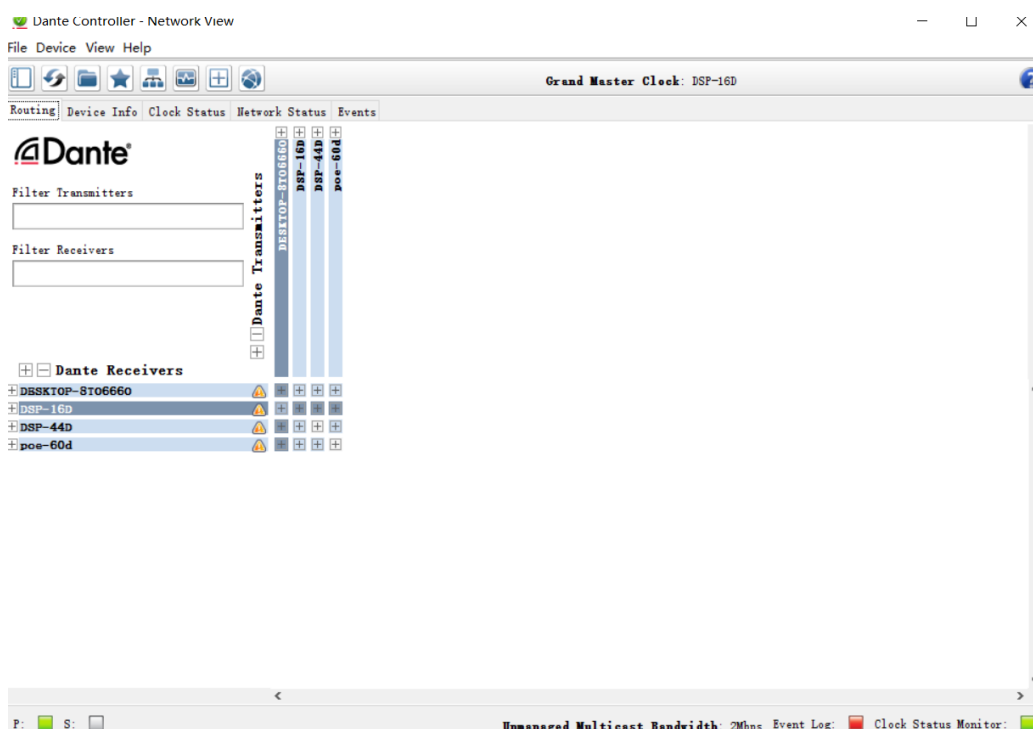 Dante Controller - Network View
File Device View Help
Grand Master Clock: DSP-16D
Routing Device Info Clock Status Network Status Events
Dante
Filter Transmitters
Filter Receivers
Dante Transmitters
DESKTOP-8TO6660
DSP-16D
DSP-44D
poe-60d
Dante Receivers
DESKTOP-8TO6660
DSP-16D
DSP-44D
poe-60d
P: S: Unmanaged Multicast Bandwidth: 2Mbps Event Log: Clock Status Monitor: